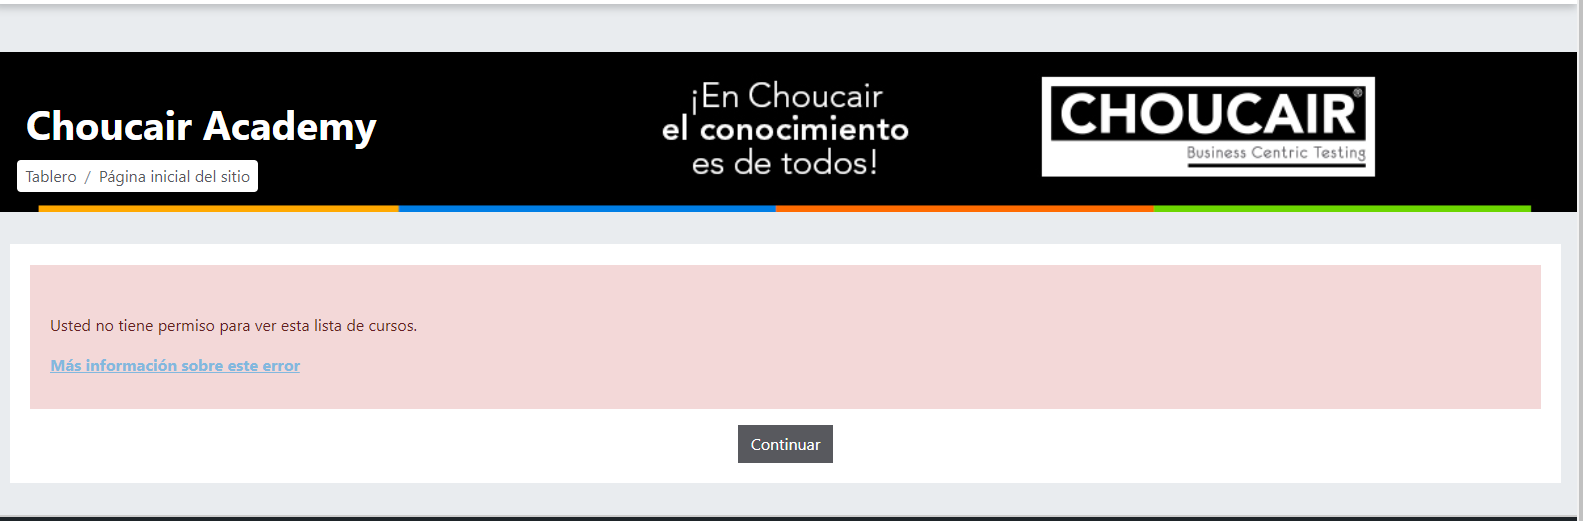 Choucair Academy
Tablero / Página inicial del sitio
¡En Choucair
el conocimiento
es de todos!
CHOUCAIR®
Business Centric Testing
Usted no tiene permiso para ver esta lista de cursos.
Más información sobre este error
Continuar